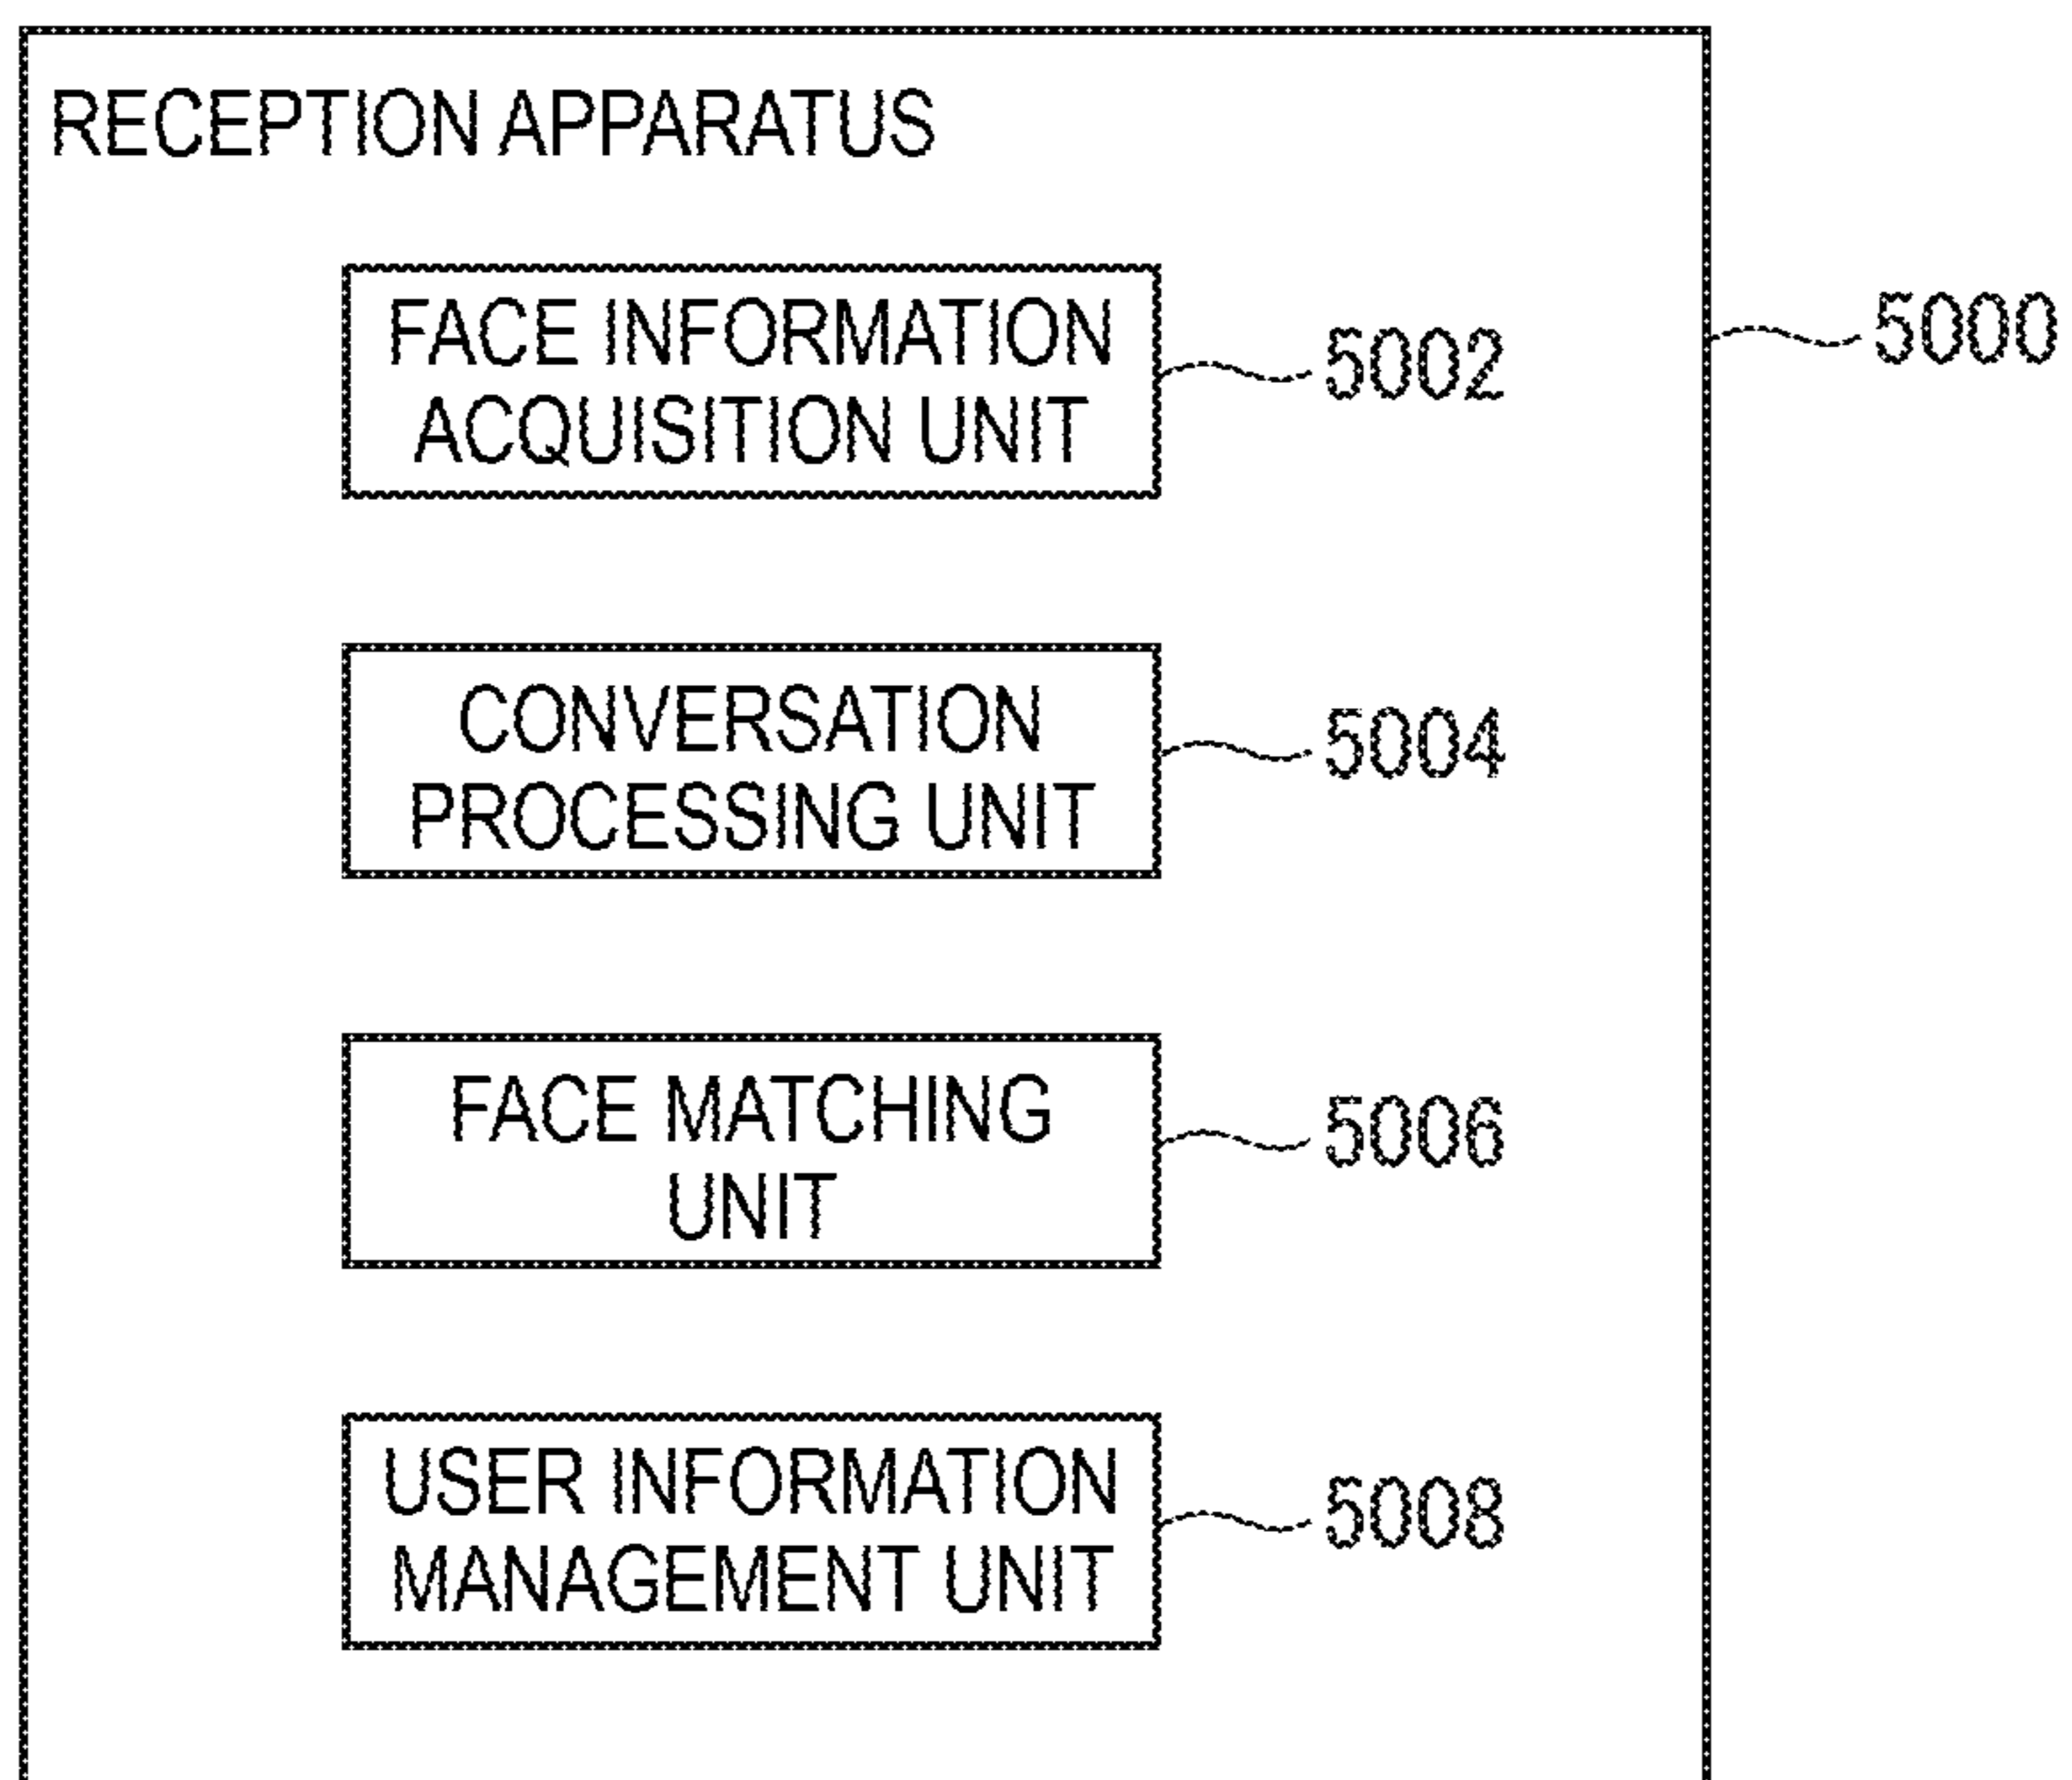 RECEPTION APPARATUS
FACE INFORMATION
ACQUISITION UNIT
5002
5000
CONVERSATION
PROCESSING UNIT
5004
FACE MATCHING
UNIT
5006
USER INFORMATION
MANAGEMENT UNIT
5008